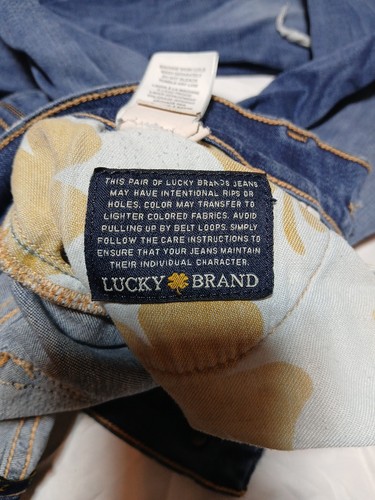 THIS PAIR OF LUCKY BRANDS JEANS
MAY HAVE INTENTIONAL RIPS OR
HOLES. COLOR MAY TRANSFER TO
LIGHTER COLORED FABRICS. AVOID
PULLING UP BY BELT LOOPS. SIMPLY
FOLLOW THE CARE INSTRUCTIONS TO
ENSURE THAT YOUR JEANS MAINTAIN
THEIR INDIVIDUAL CHARACTER.
LUCKY BRAND